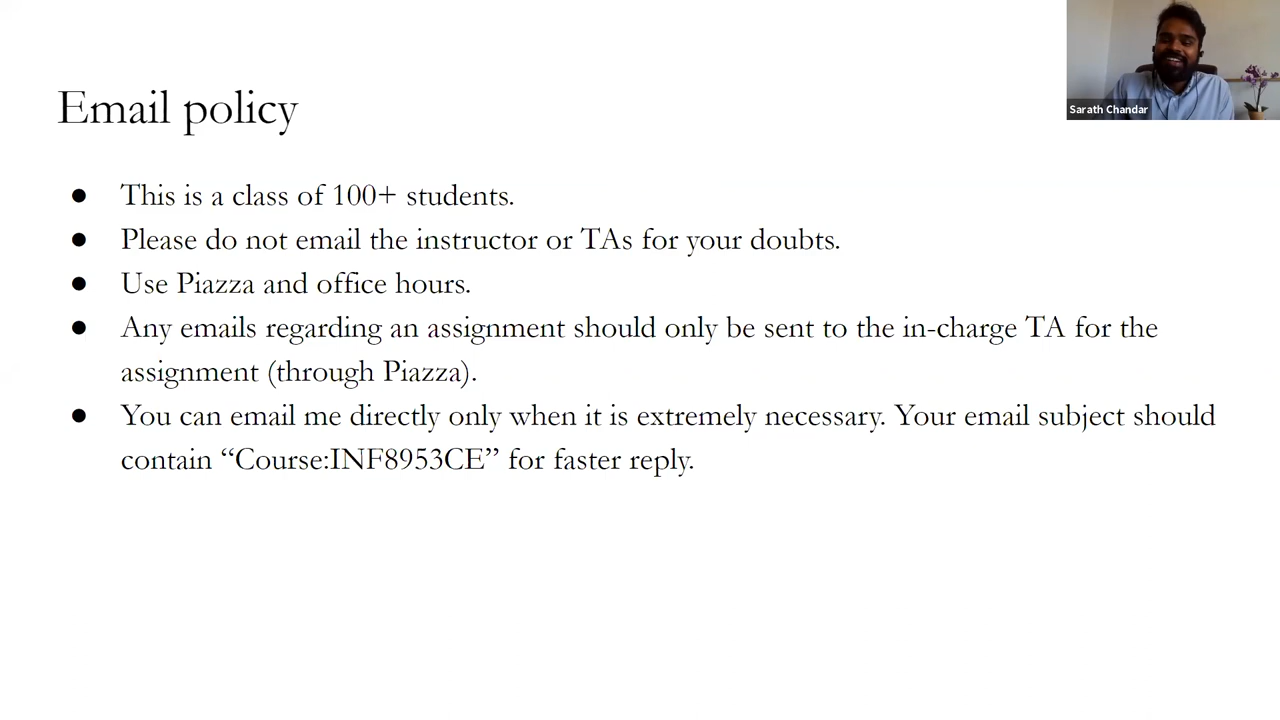 Sarath Chandar
Email policy
● This is a class of 100+ students.
● Please do not email the instructor or TAs for your doubts.
● Use Piazza and office hours.
● Any emails regarding an assignment should only be sent to the in-charge TA for the
assignment (through Piazza).
● You can email me directly only when it is extremely necessary. Your email subject should
contain “Course:INF8953CE” for faster reply.